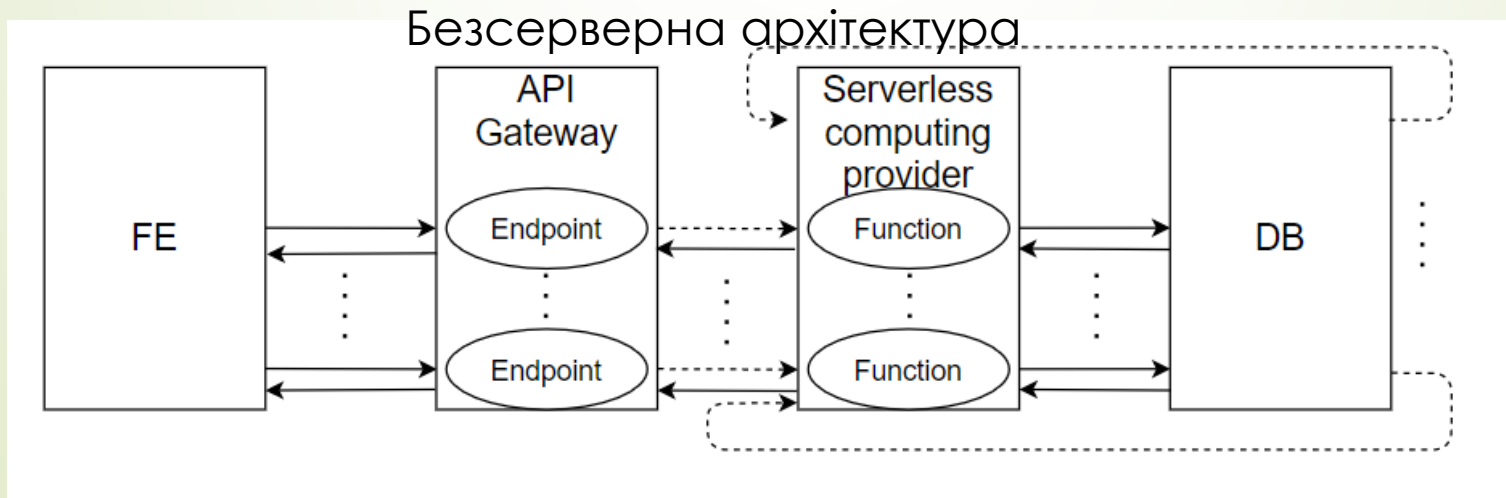 Безсерверна архітектура
FE
API
Gateway
Endpoint
Endpoint
Serverless
computing
provider
Function
Function
DB